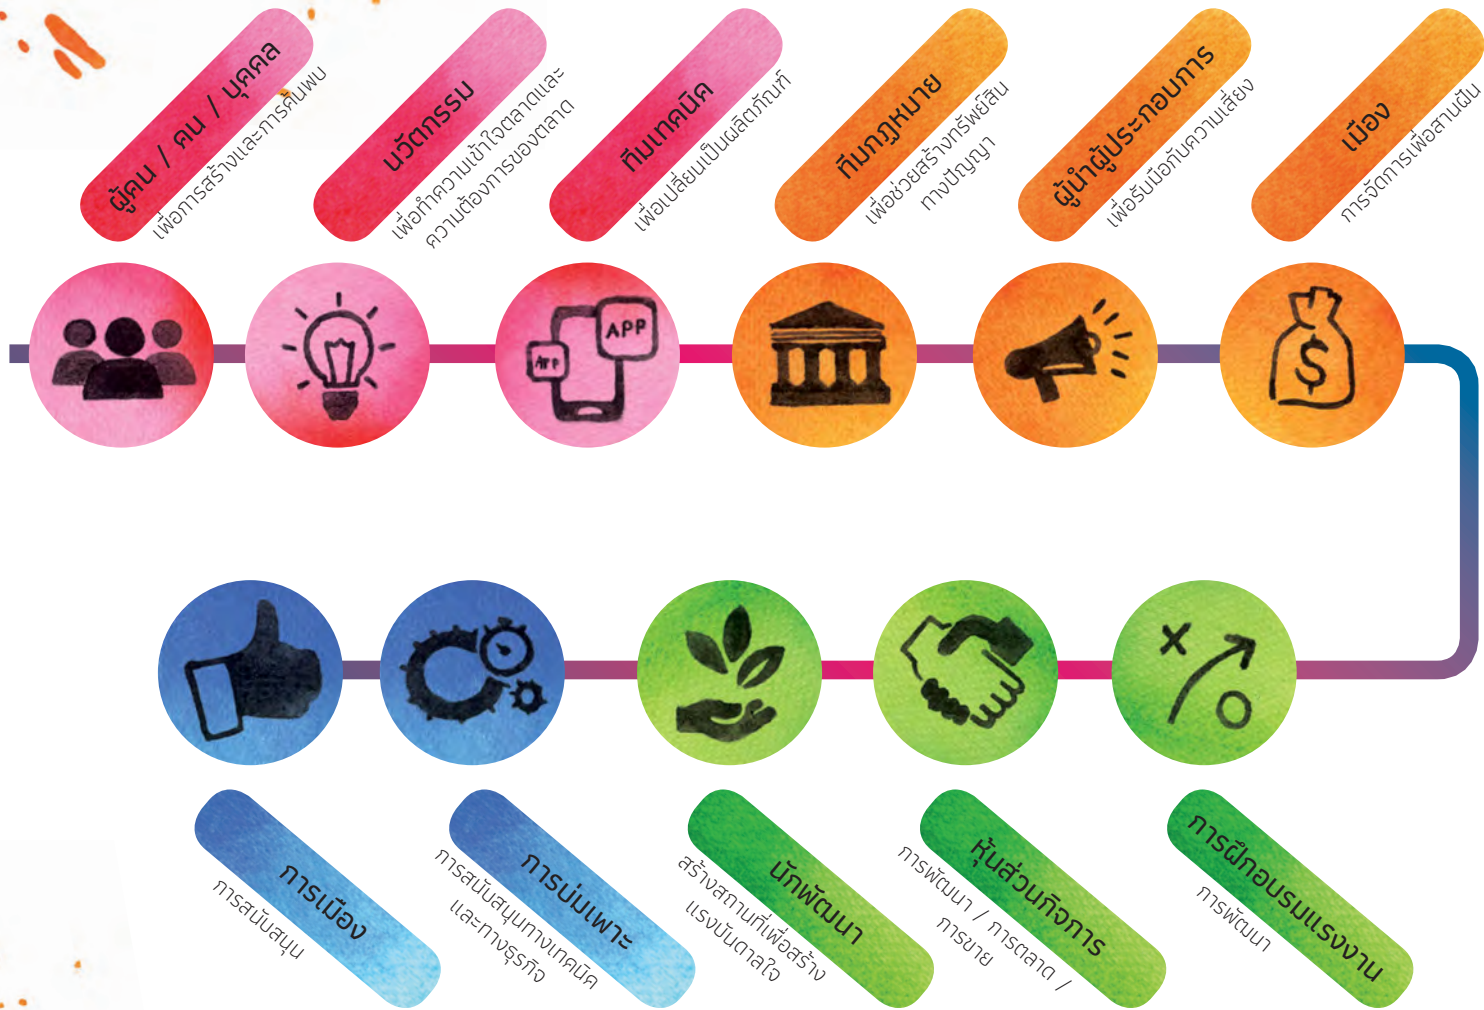 ผู้คน / คน / บุคคล
เพื่อการสร้างและการค้นพบ
นวัตกรรม
เพื่อทำความเข้าใจตลาดและ
ความต้องการของตลาด
ทีมเทคนิค
เพื่อเปลี่ยนเป็นผลิตภัณฑ์
ทีมกฎหมาย
เพื่อช่วยสร้างทรัพย์สิน
ทางปัญญา
ผู้นำผู้ประกอบการ
เพื่อรับมือกับความเสี่ยง
เมือง
การจัดการเพื่อสานฝัน
APP
APP
$
การเมือง
การสนับสนุน
การบ่มเพาะ
การสนับสนุนทางเทคนิค
และทางธุรกิจ
นักพัฒนา
สร้างสถานที่เพื่อสร้าง
แรงบันดาลใจ
หุ้นส่วนกิจการ
การพัฒนา / การตลาด /
การขาย
การฝึกอบรมแรงงาน
การพัฒนา